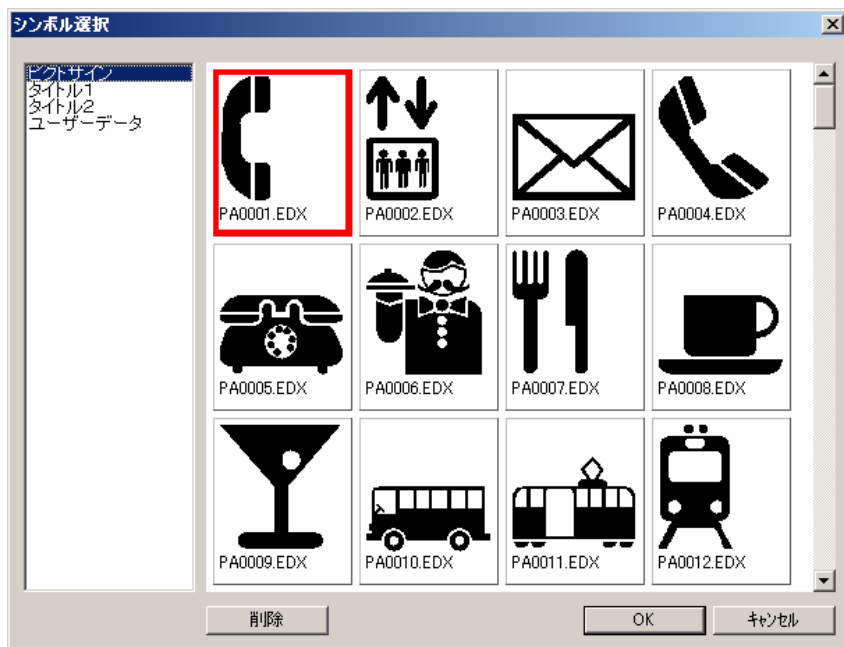 シンボル選択
ピクトサイン
タイトル1
タイトル2
ユーザーデータ
PA0001.EDX
PA0002.EDX
PA0003.EDX
PA0004.EDX
PA0005.EDX
PA0006.EDX
PA0007.EDX
PA0008.EDX
PA0009.EDX
PA0010.EDX
PA0011.EDX
PA0012.EDX
削除
OK
キャンセル